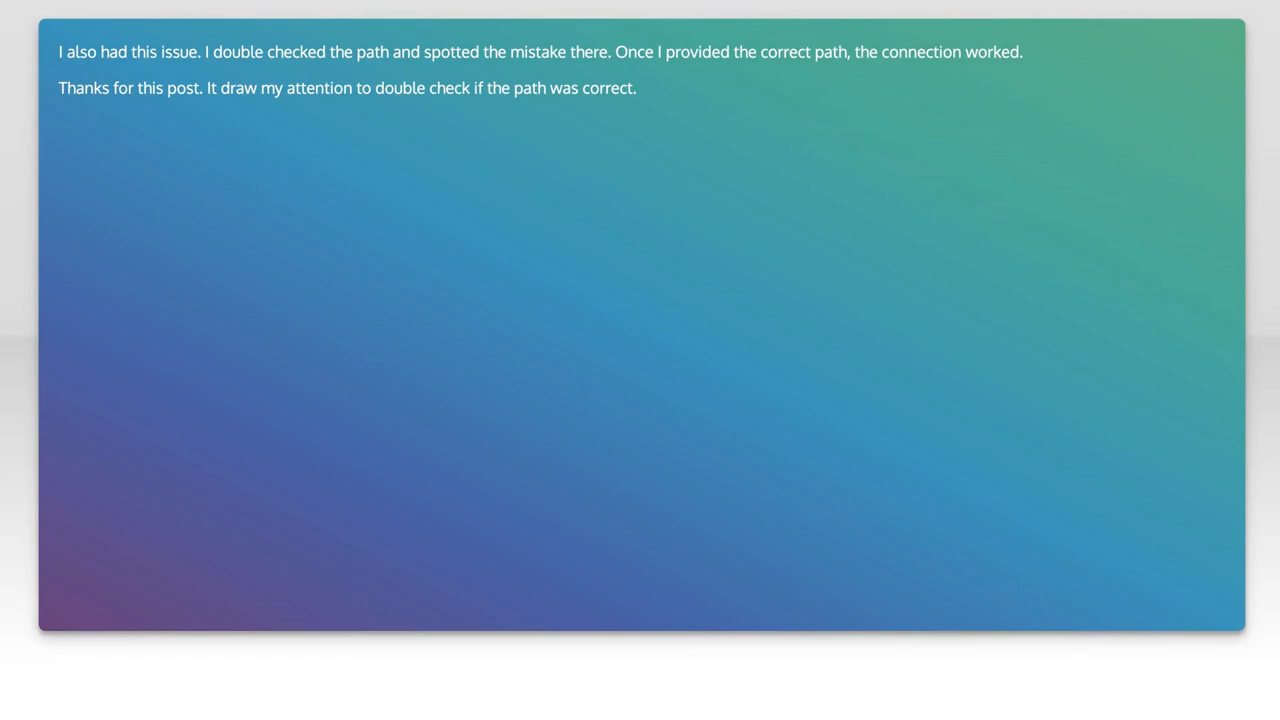 I also had this issue. I double checked the path and spotted the mistake there. Once I provided the correct path, the connection worked.
Thanks for this post. It draw my attention to double check if the path was correct.